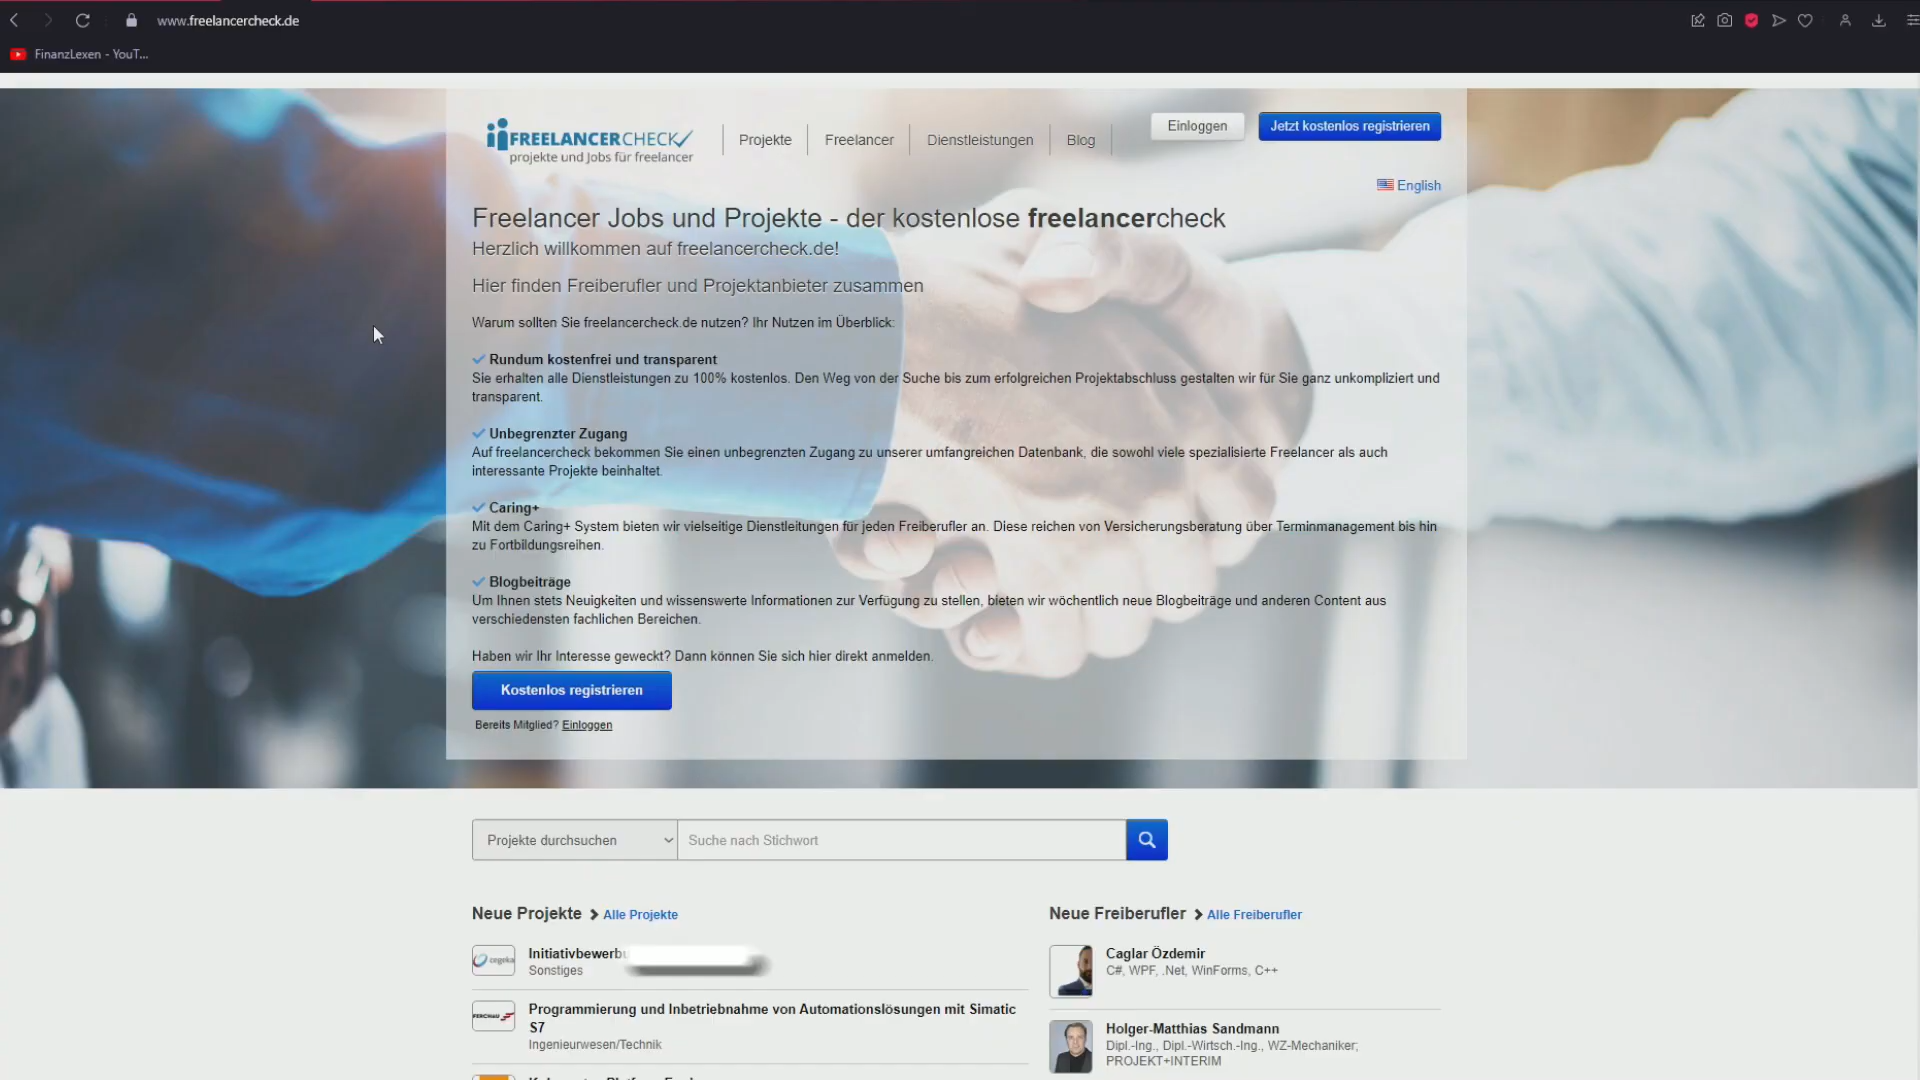 www.freelancercheck.de
FinanzLexen - YouT...
FREELANCERCHECK
projekte und Jobs für freelancer
Projekte
Freelancer
Dienstleistungen
Blog
Einloggen
Jetzt kostenlos registrieren
English
Freelancer Jobs und Projekte - der kostenlose freelancercheck
Herzlich willkommen auf freelancercheck.de!
Hier finden Freiberufler und Projektanbieter zusammen
Warum sollten Sie freelancercheck.de nutzen? Ihr Nutzen im Überblick:
Rundum kostenfrei und transparent
Sie erhalten alle Dienstleistungen zu 100% kostenlos. Den Weg von der Suche bis zum erfolgreichen Projektabschluss gestalten wir für Sie ganz unkompliziert und
transparent.
Unbegrenzter Zugang
Auf freelancercheck bekommen Sie einen unbegrenzten Zugang zu unserer umfangreichen Datenbank, die sowohl viele spezialisierte Freelancer als auch
interessante Projekte beinhaltet.
Caring+
Mit dem Caring+ System bieten wir vielseitige Dienstleitungen für jeden Freiberufler an. Diese reichen von Versicherungsberatung über Terminmanagement bis hin
zu Fortbildungsreihen.
Blogbeiträge
Um Ihnen stets Neuigkeiten und wissenswerte Informationen zur Verfügung zu stellen, bieten wir wöchentlich neue Blogbeiträge und anderen Content aus
verschiedensten fachlichen Bereichen.
Haben wir Ihr Interesse geweckt? Dann können Sie sich hier direkt anmelden.
Kostenlos registrieren
Bereits Mitglied? Einloggen
Projekte durchsuchen
Suche nach Stichwort
Neue Projekte
Alle Projekte
cegeka
Sonstiges
FERCHAU
Programmierung und Inbetriebnahme von Automationslösungen mit Simatic
S7
Ingenieurwesen/Technik
Neue Freiberufler
Alle Freiberufler
Caglar Özdemir
C#, WPF, .Net, WinForms, C++
Holger-Matthias Sandmann
Dipl.-Ing., Dipl.-Wirtsch.-Ing., WZ-Mechaniker;
PROJEKT+INTERIM